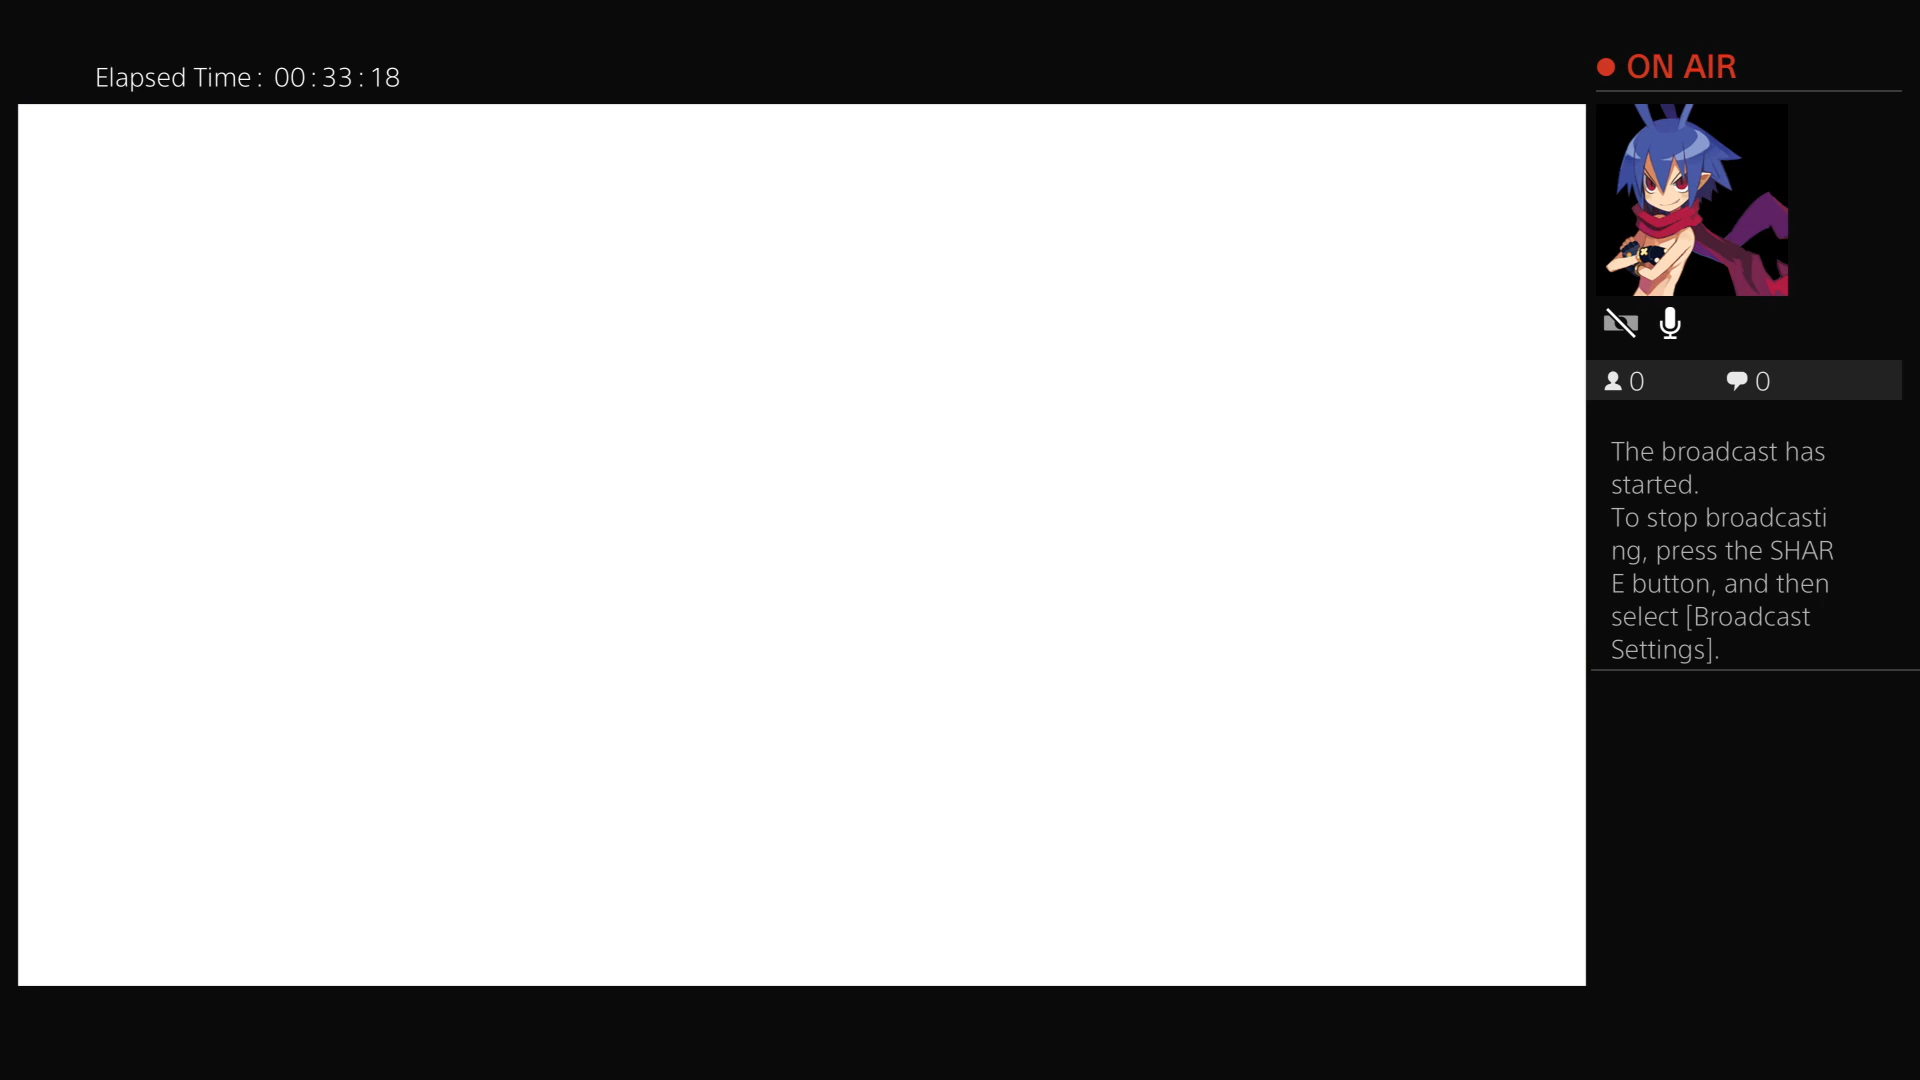 Elapsed Time: 00:33:18
ON AIR
0 0
The broadcast has
started.
To stop broadcasti
ng, press the SHAR
E button, and then
select [Broadcast
Settings].